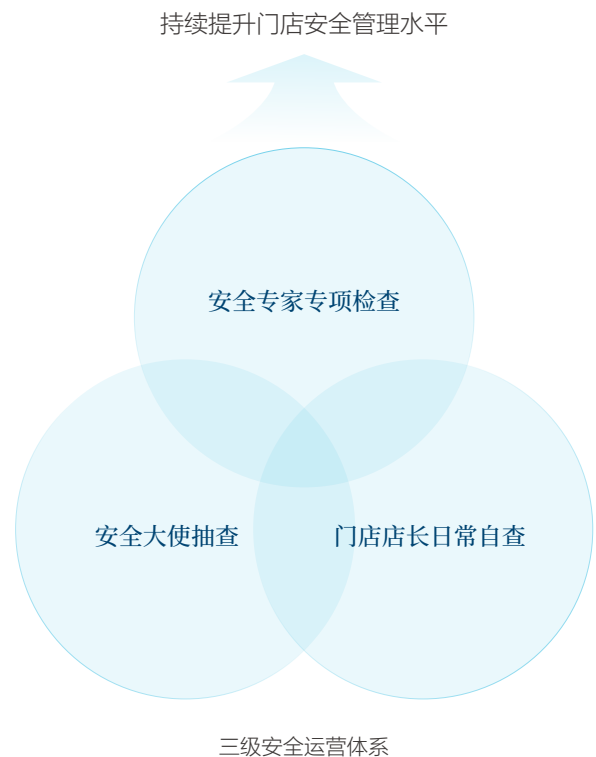 持续提升门店安全管理水平
安全专家专项检查
安全大使抽查
门店店长日常自查
三级安全运营体系